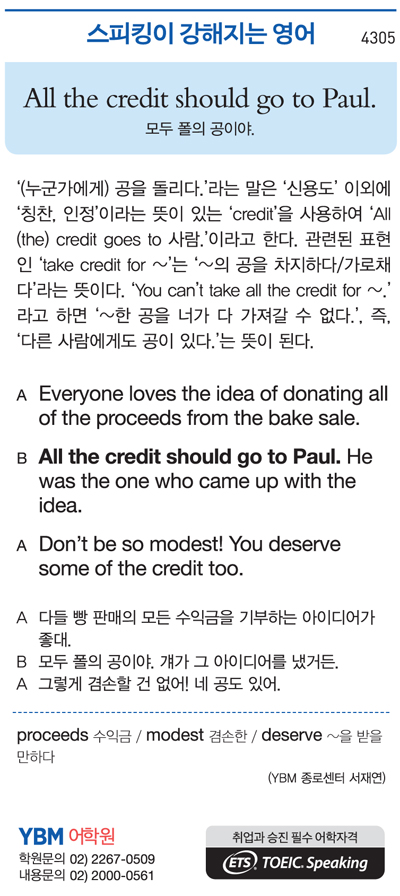 스피킹이 강해지는 영어 4305
All the credit should go to Paul.
모두 폴의 공이야.
‘(누군가에게) 공을 돌리다.’라는 말은 ‘신용도’ 이외에
‘칭찬, 인정’이라는 뜻이 있는 ‘credit’을 사용하여 ‘All
(the) credit goes to 사람.’이라고 한다. 관련된 표현
인 ‘take credit for ～’는 ‘～의 공을 차지하다/가로채
다’라는 뜻이다. ‘You can’t take all the credit for ～.’
라고 하면 ‘～한 공을 너가 다 가져갈 수 없다.’, 즉,
‘다른 사람에게도 공이 있다.’는 뜻이 된다.
A Everyone loves the idea of donating all
of the proceeds from the bake sale.
B All the credit should go to Paul. He
was the one who came up with the
idea.
A Don’t be so modest! You deserve
some of the credit too.
A 다들 빵 판매의 모든 수익금을 기부하는 아이디어가
좋대.
B 모두 폴의 공이야. 걔가 그 아이디어를 냈거든.
A 그렇게 겸손할 건 없어! 네 공도 있어.
proceeds 수익금 / modest 겸손한 / deserve ～을 받을
만하다
(YBM 종로센터 서재연)
YBM 어학원
학원문의 02) 2267-0509
내용문의 02) 2000-0561
취업과 승진 필수 어학자격
ETS TOEIC Speaking